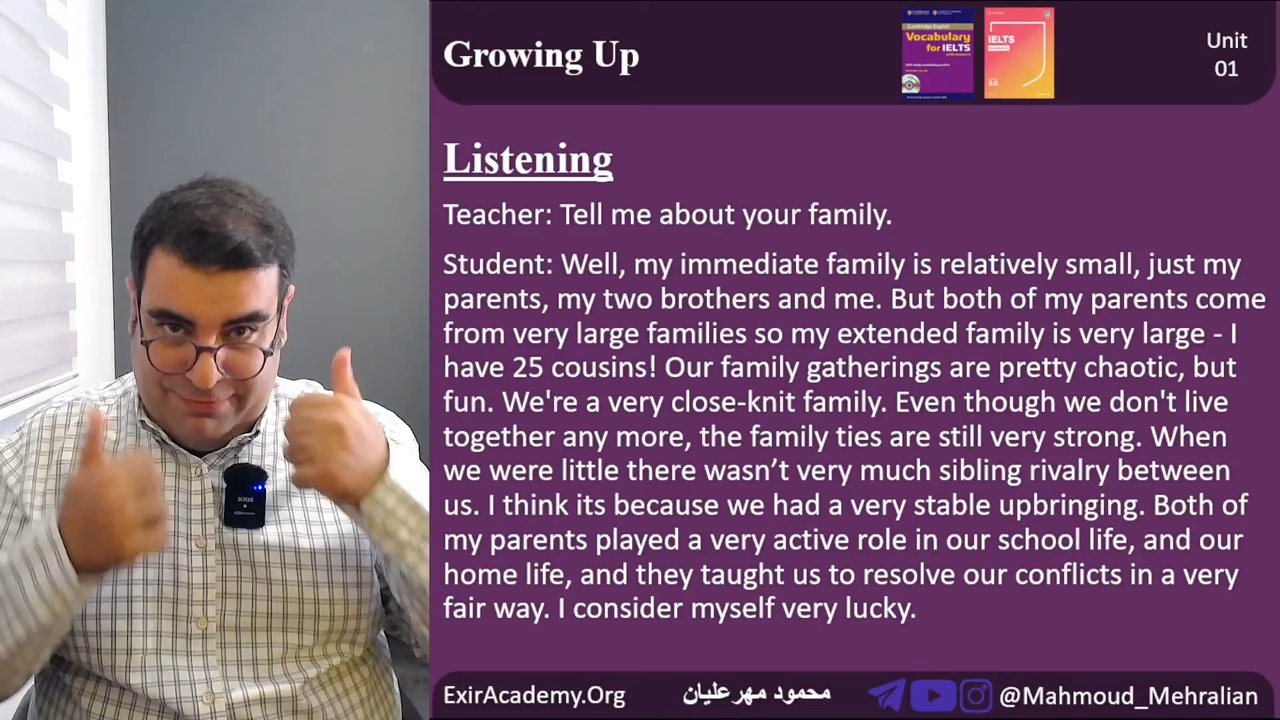 Growing Up
Cambridge English
Vocabulary
for IELTS
with answers
IELTS
6.0
Unit
01
Listening
Teacher: Tell me about your family.
Student: Well, my immediate family is relatively small, just my
parents, my two brothers and me. But both of my parents come
from very large families so my extended family is very large - I
have 25 cousins! Our family gatherings are pretty chaotic, but
fun. We're a very close-knit family. Even though we don't live
together any more, the family ties are still very strong. When
we were little there wasn’t very much sibling rivalry between
us. I think its because we had a very stable upbringing. Both of
my parents played a very active role in our school life, and our
home life, and they taught us to resolve our conflicts in a very
fair way. I consider myself very lucky.
ExirAcademy.Org
محمود مهرعلیان
@Mahmoud_Mehralian